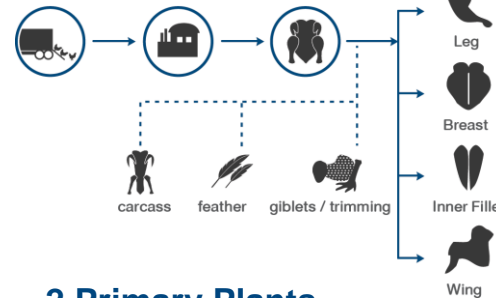 Leg
Breast
carcass feather giblets / trimming
Inner Fille
Wing
2 Primary Plants